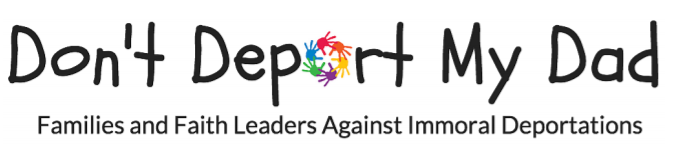 Don't Deport My Dad
Families and Faith Leaders Against Immoral Deportations